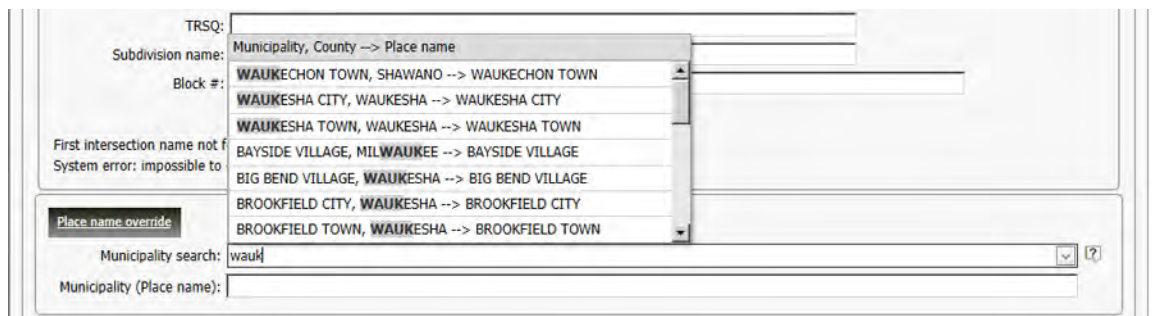 TRSQ:
Subdivision name:
Block #:
Municipality, County --> Place name
WAUKECHON TOWN, SHAWANO --> WAUKECHON TOWN
WAUKESHA CITY, WAUKESHA --> WAUKESHA CITY
WAUKESHA TOWN, WAUKESHA --> WAUKESHA TOWN
BAYSIDE VILLAGE, MILWAUKEE --> BAYSIDE VILLAGE
BIG BEND VILLAGE, WAUKESHA --> BIG BEND VILLAGE
BROOKFIELD CITY, WAUKESHA --> BROOKFIELD CITY
BROOKFIELD TOWN, WAUKESHA --> BROOKFIELD TOWN
First intersection name not f
System error: impossible to
Place name override
Municipality search: wauk
?
Municipality (Place name):